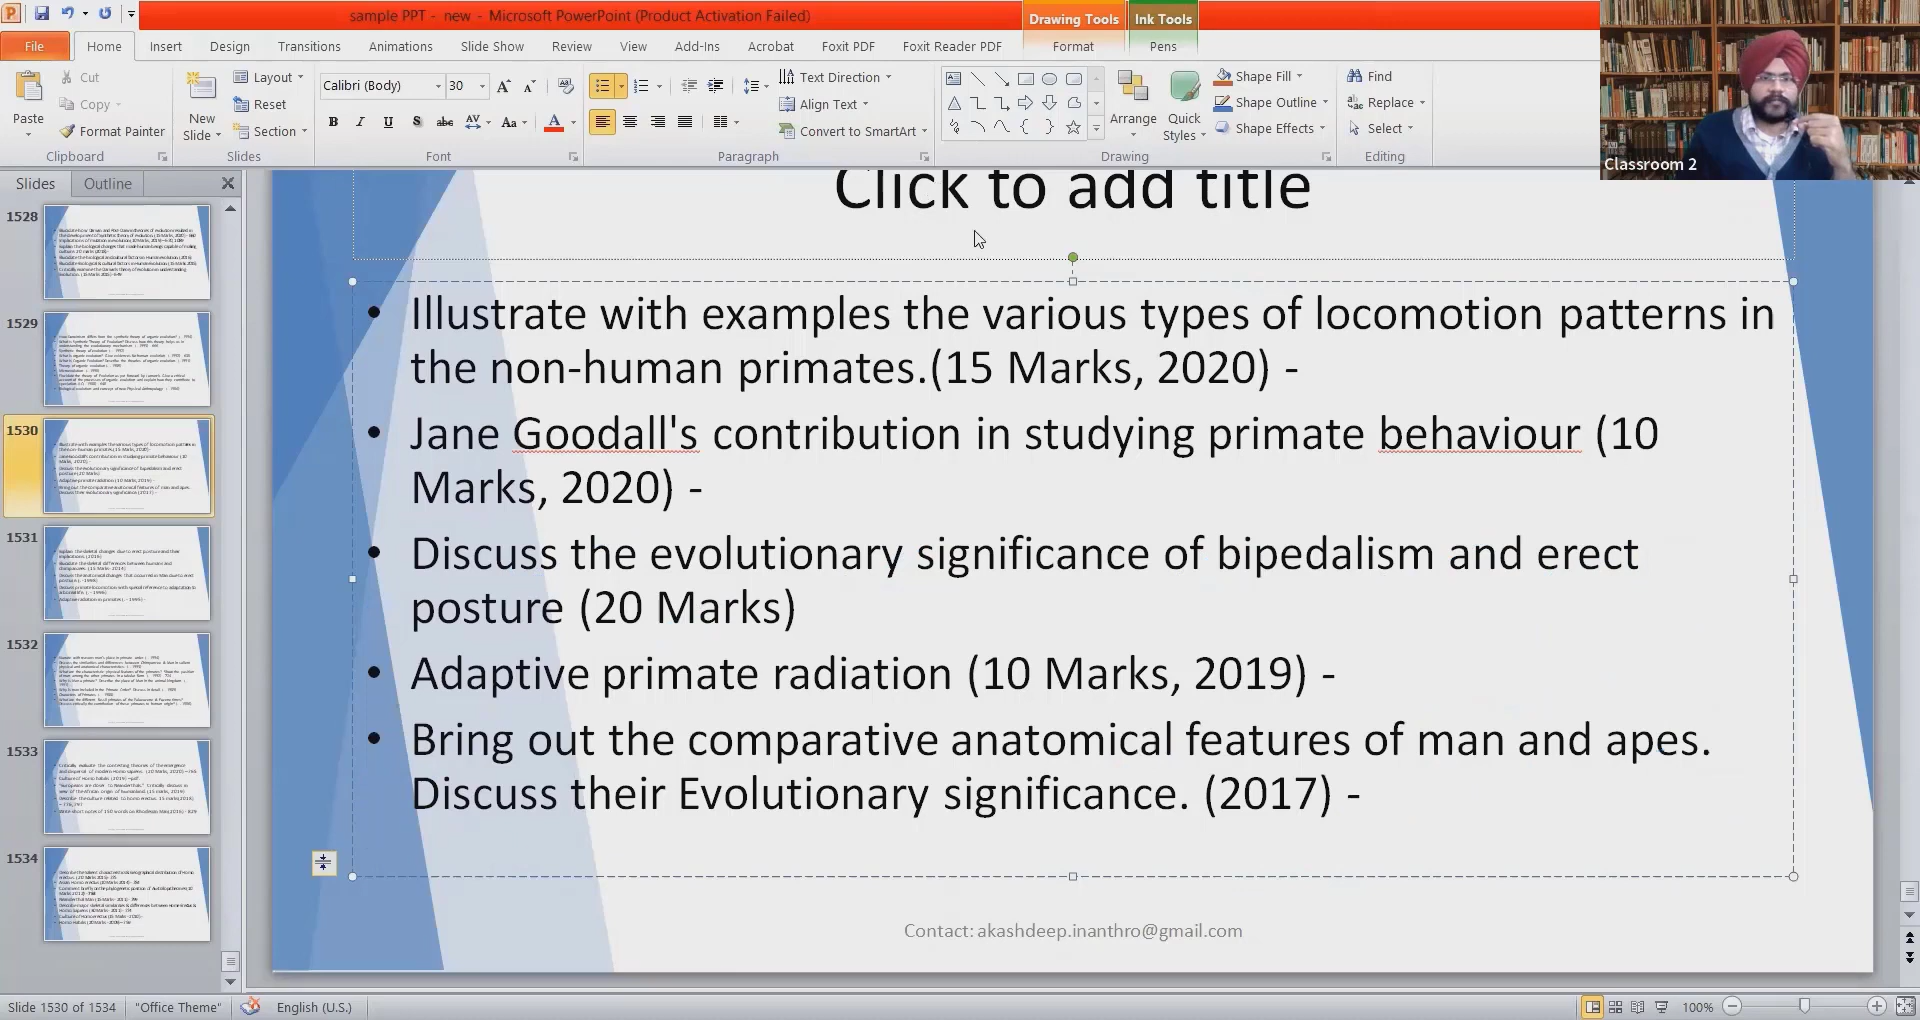 sample PPT - new - Microsoft PowerPoint (Product Activation Failed)
Drawing Tools
Ink Tools
File
Home
Insert
Design
Transitions
Animations
Slide Show
Review
View
Add-Ins
Acrobat
Foxit PDF
Foxit Reader PDF
Format
Pens
Paste
Cut
Copy
Format Painter
Clipboard
New
Slide
Layout
Reset
Section
Slides
Calibri (Body)
30
B
I
U
S
abc
AV
Aa
A
Font
Text Direction
Align Text
Convert to SmartArt
Paragraph
Arrange
Quick
Styles
Shape Fill
Shape Outline
Shape Effects
Drawing
Find
Replace
Select
Editing
Classroom 2
Slides
Outline
1528
1529
1530
1531
1532
1533
1534
Click to add title
• Illustrate with examples the various types of locomotion patterns in
the non-human primates.(15 Marks, 2020) -
• Jane Goodall's contribution in studying primate behaviour (10
Marks, 2020) -
• Discuss the evolutionary significance of bipedalism and erect
posture (20 Marks)
• Adaptive primate radiation (10 Marks, 2019) -
• Bring out the comparative anatomical features of man and apes.
Discuss their Evolutionary significance. (2017) -
Contact: akashdeep.inanthro@gmail.com
Slide 1530 of 1534
"Office Theme"
English (U.S.)
100%